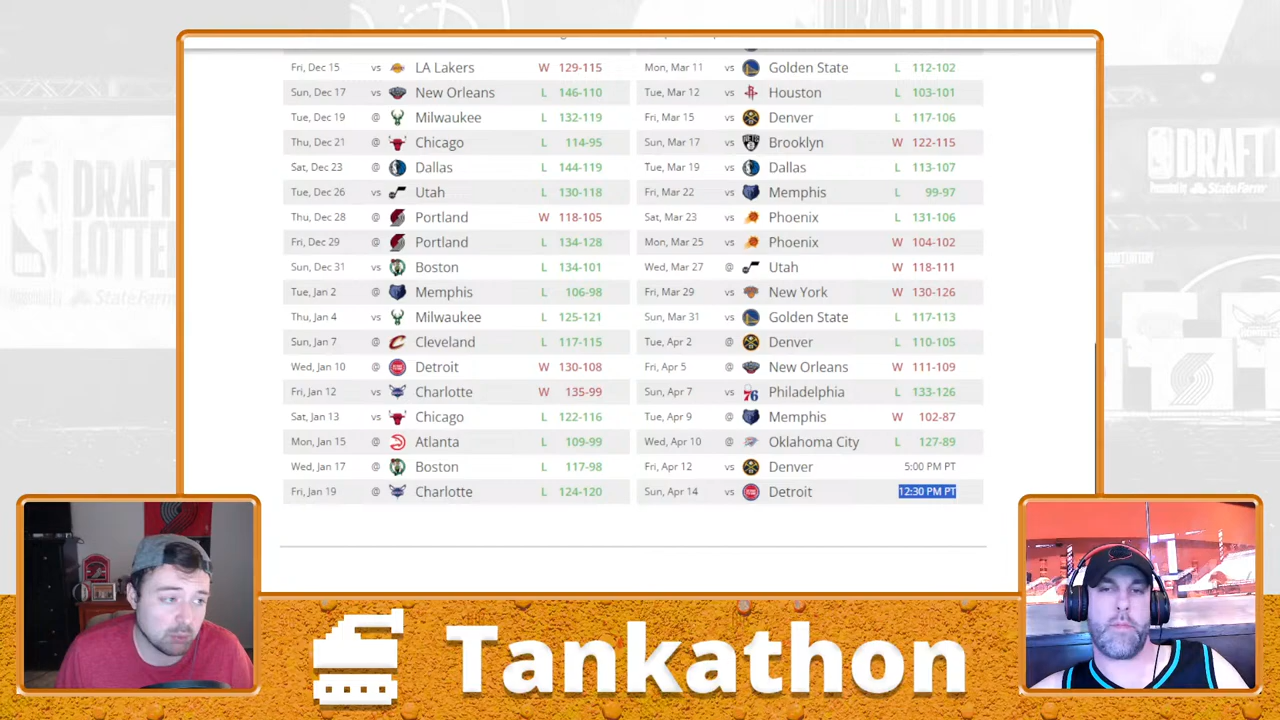 Fri, Dec 15 vs LA Lakers W 129-115 Mon, Mar 11 vs Golden State L 112-102
Sun, Dec 17 vs New Orleans L 146-110 Tue, Mar 12 vs Houston L 103-101
Tue, Dec 19 @ Milwaukee L 132-119 Fri, Mar 15 vs Denver L 117-106
Thu, Dec 21 @ Chicago L 114-95 Sun, Mar 17 vs Brooklyn W 122-115
Sat, Dec 23 @ Dallas L 144-119 Tue, Mar 19 vs Dallas L 113-107
Tue, Dec 26 vs Utah L 130-118 Fri, Mar 22 vs Memphis L 99-97
Thu, Dec 28 @ Portland W 118-105 Sat, Mar 23 vs Phoenix L 131-106
Fri, Dec 29 @ Portland L 134-128 Mon, Mar 25 vs Phoenix W 104-102
Sun, Dec 31 vs Boston L 134-101 Wed, Mar 27 @ Utah W 118-111
Tue, Jan 2 @ Memphis L 106-98 Fri, Mar 29 vs New York W 130-126
Thu, Jan 4 vs Milwaukee L 125-121 Sun, Mar 31 vs Golden State L 117-113
Sun, Jan 7 @ Cleveland L 117-115 Tue, Apr 2 @ Denver L 110-105
Wed, Jan 10 @ Detroit W 130-108 Fri, Apr 5 @ New Orleans W 111-109
Fri, Jan 12 vs Charlotte W 135-99 Sun, Apr 7 vs Philadelphia L 133-126
Sat, Jan 13 vs Chicago L 122-116 Tue, Apr 9 @ Memphis W 102-87
Mon, Jan 15 @ Atlanta L 109-99 Wed, Apr 10 @ Oklahoma City L 127-89
Wed, Jan 17 @ Boston L 117-98 Fri, Apr 12 vs Denver 5:00 PM PT
Fri, Jan 19 @ Charlotte L 124-120 Sun, Apr 14 vs Detroit 12:30 PM PT
DRAFT
LOTTERY
State Farm
DRAFT LOTTERY
NBA
DRAF
State Farm
Tankathon